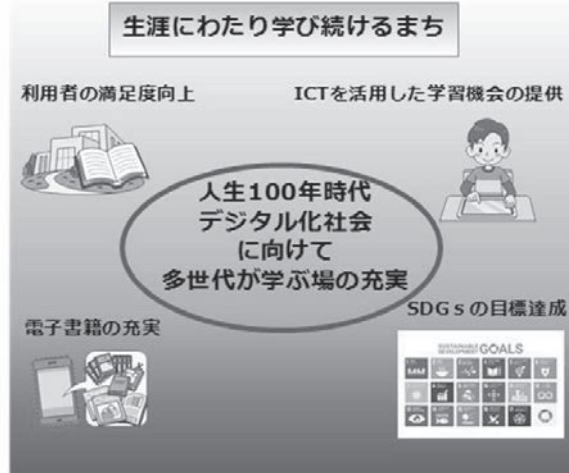 生涯にわたり学び続けるまち
利用者の満足度向上
ICTを活用した学習機会の提供
人生100年時代
デジタル化社会
に向けて
多世代が学ぶ場の充実
電子書籍の充実
SDGｓの目標達成
SUSTAINABLE
DEVELOPMENT GOALS